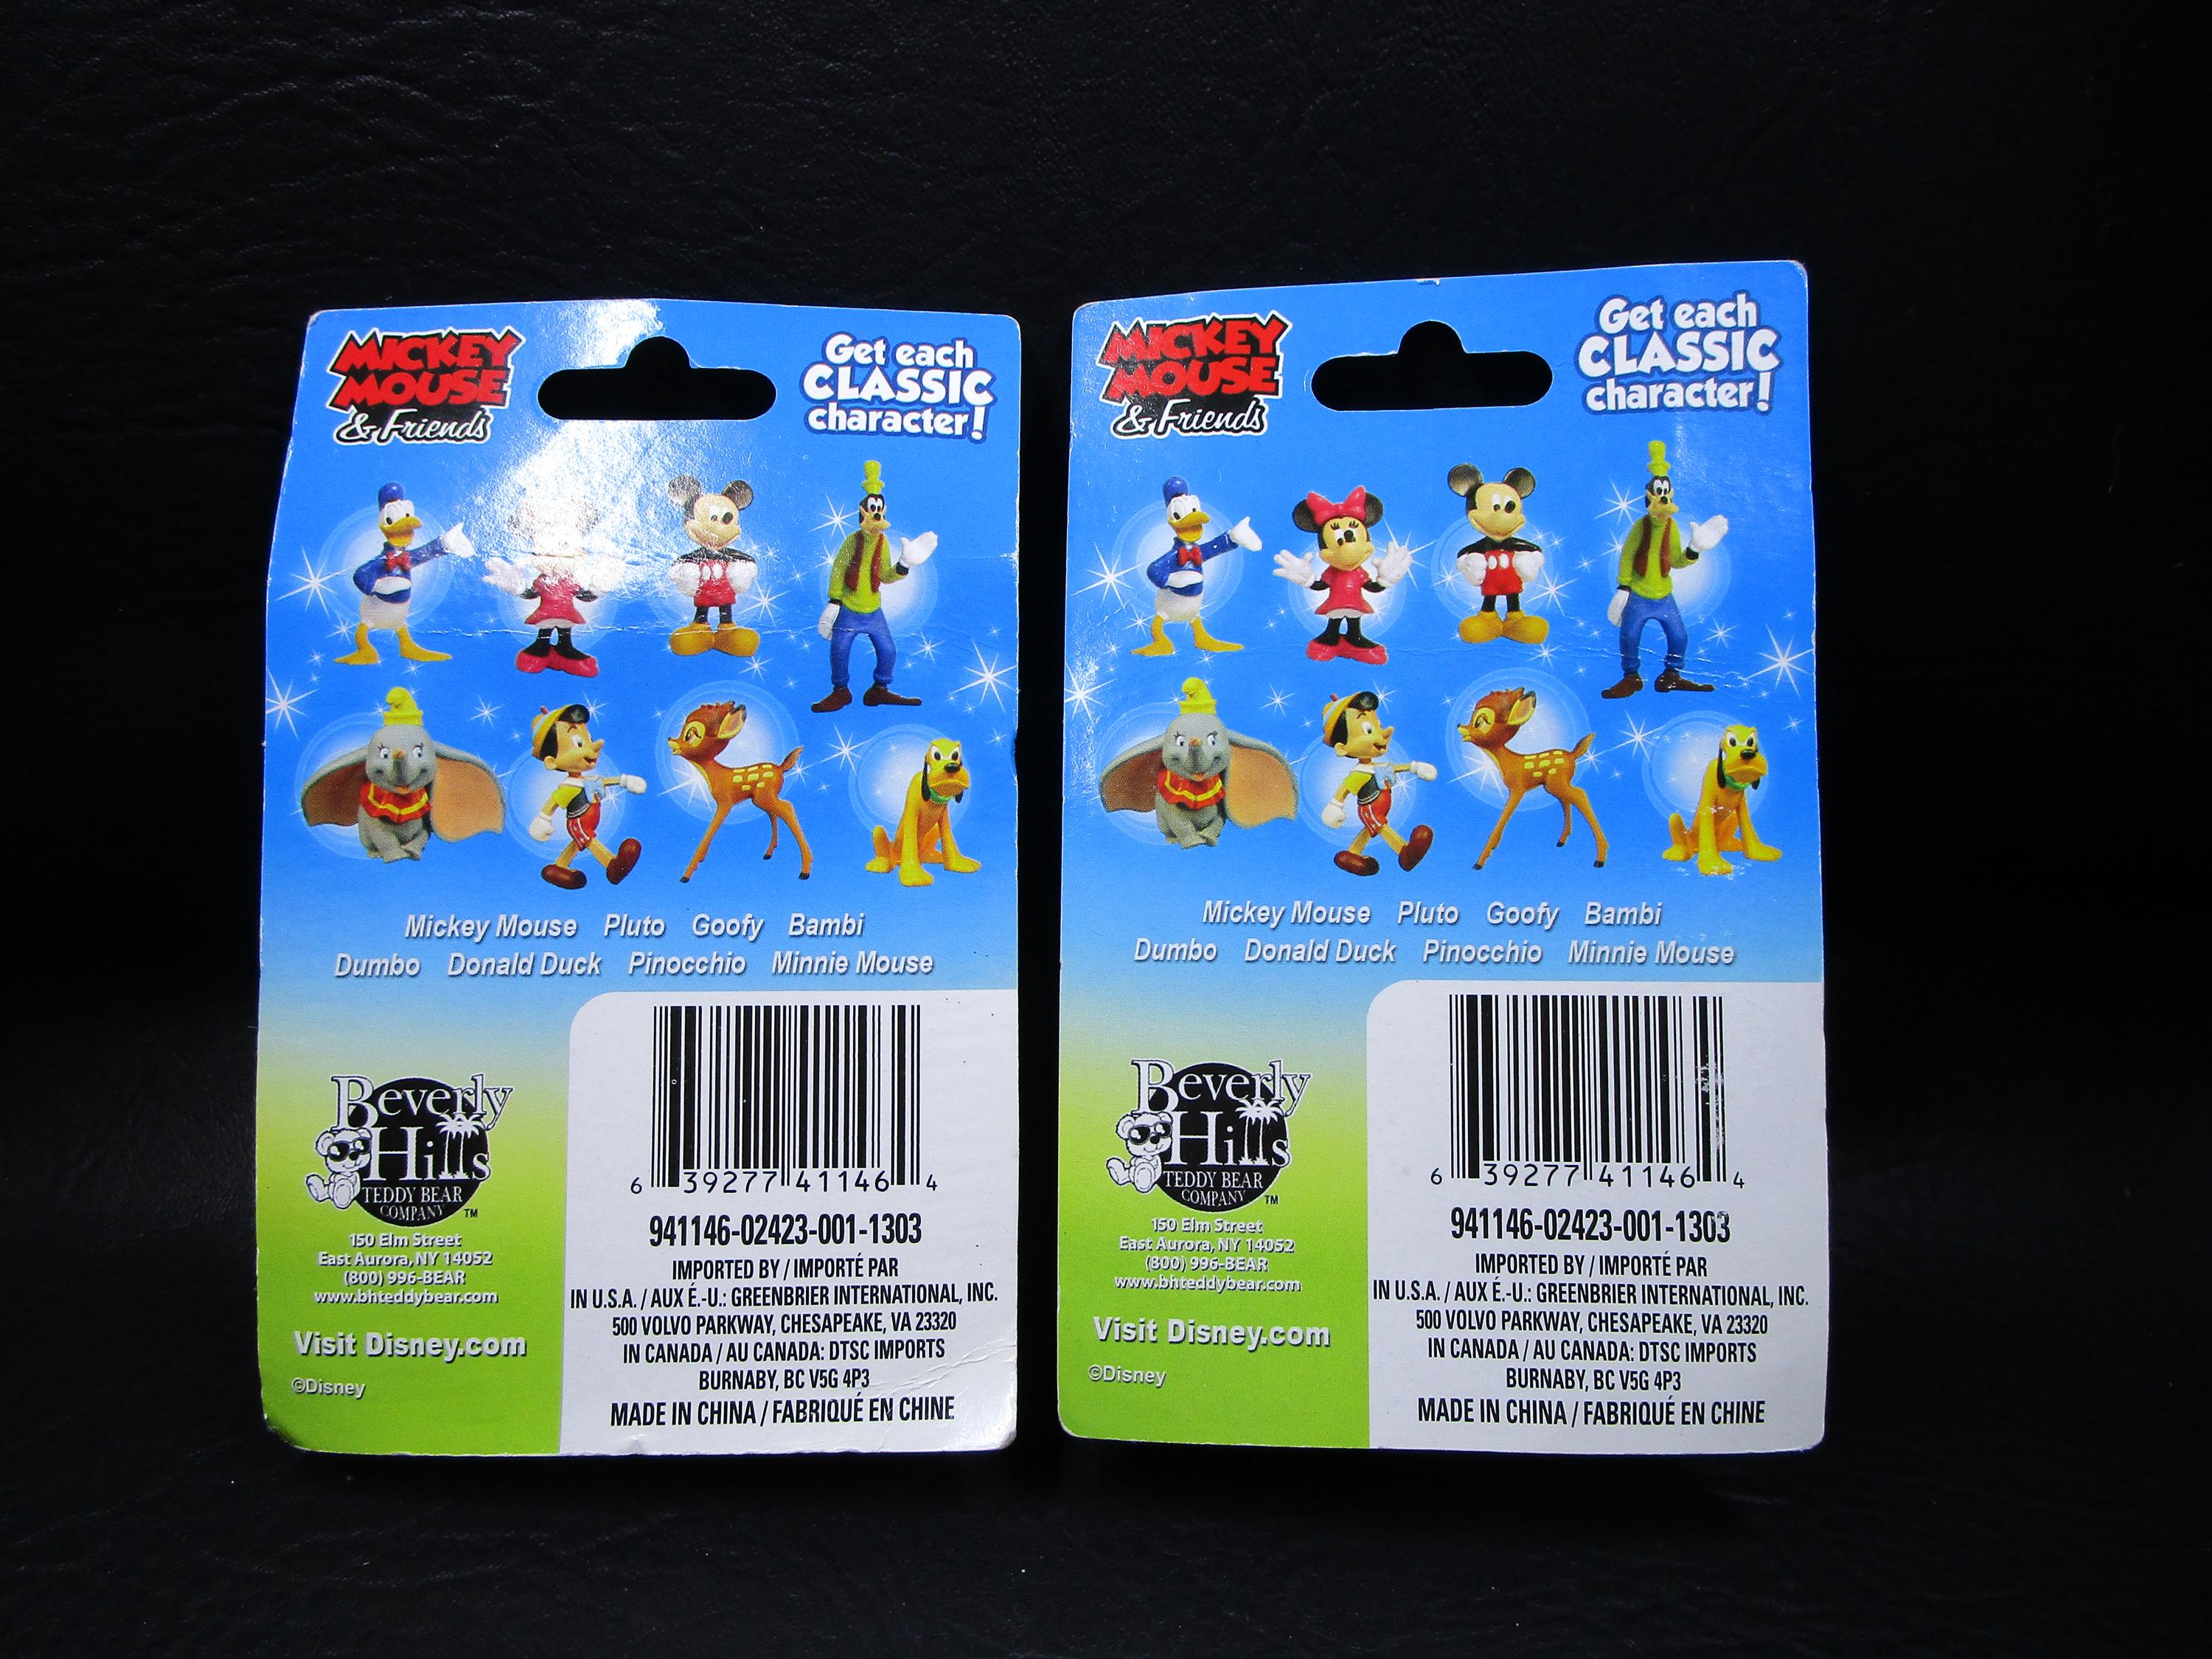 MICKEY
MOUSE
& Friends
Get each
CLASSIC
character!
Mickey Mouse Pluto Goofy Bambi
Dumbo Donald Duck Pinocchio Minnie Mouse
Beverly
Hills
TEDDY BEAR
COMPANY
TM
150 Elm Street
East Aurora, NY 14052
(800) 996-BEAR
www.bhteddybear.com
Visit Disney.com
©Disney
6 39277 41146 4
941146-02423-001-1303
IMPORTED BY / IMPORTÉ PAR
IN U.S.A. / AUX É.-U.: GREENBRIER INTERNATIONAL, INC.
500 VOLVO PARKWAY, CHESAPEAKE, VA 23320
IN CANADA / AU CANADA: DTSC IMPORTS
BURNABY, BC V5G 4P3
MADE IN CHINA / FABRIQUÉ EN CHINE
MICKEY
MOUSE
& Friends
Get each
CLASSIC
character!
Mickey Mouse Pluto Goofy Bambi
Dumbo Donald Duck Pinocchio Minnie Mouse
Beverly
Hills
TEDDY BEAR
COMPANY
TM
150 Elm Street
East Aurora, NY 14052
(800) 996-BEAR
www.bhteddybear.com
Visit Disney.com
©Disney
6 39277 41146 4
941146-02423-001-1303
IMPORTED BY / IMPORTÉ PAR
IN U.S.A. / AUX É.-U.: GREENBRIER INTERNATIONAL, INC.
500 VOLVO PARKWAY, CHESAPEAKE, VA 23320
IN CANADA / AU CANADA: DTSC IMPORTS
BURNABY, BC V5G 4P3
MADE IN CHINA / FABRIQUÉ EN CHINE